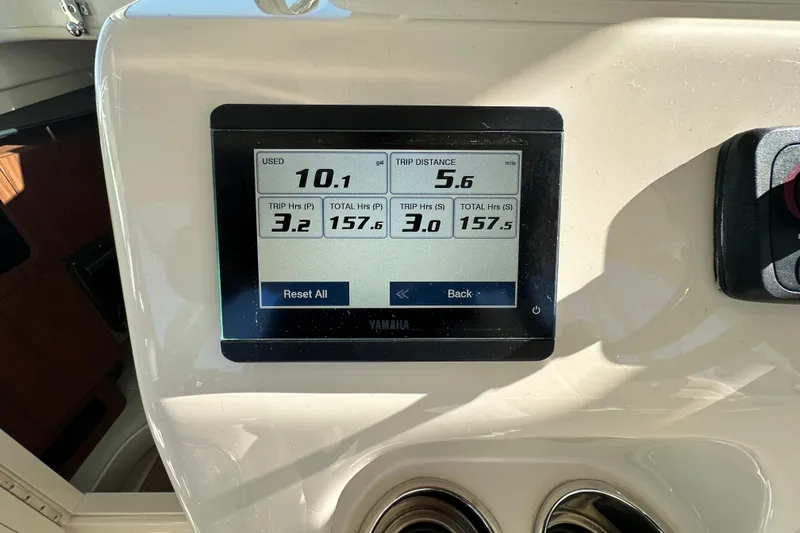 USED gal TRIP DISTANCE mile
10.1 5.6
TRIP Hrs (P) TOTAL Hrs (P) TRIP Hrs (S) TOTAL Hrs (S)
3.2 157.6 3.0 157.5
Reset All Back
YAMAHA